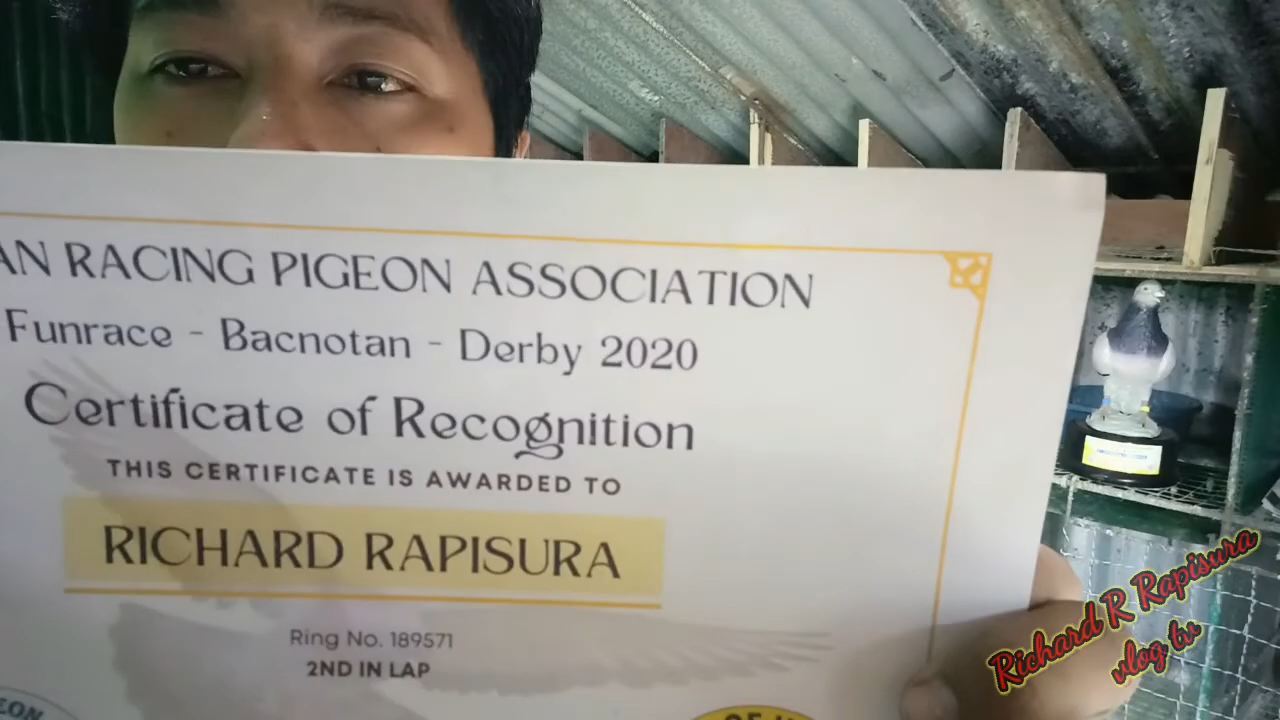 AN RACING PIGEON ASSOCIATION
Funrace - Bacnotan - Derby 2020
Certificate of Recognition
THIS CERTIFICATE IS AWARDED TO
RICHARD RAPISURA
Ring No. 189571
2ND IN LAP
Richard R Rapisura
vlog tv